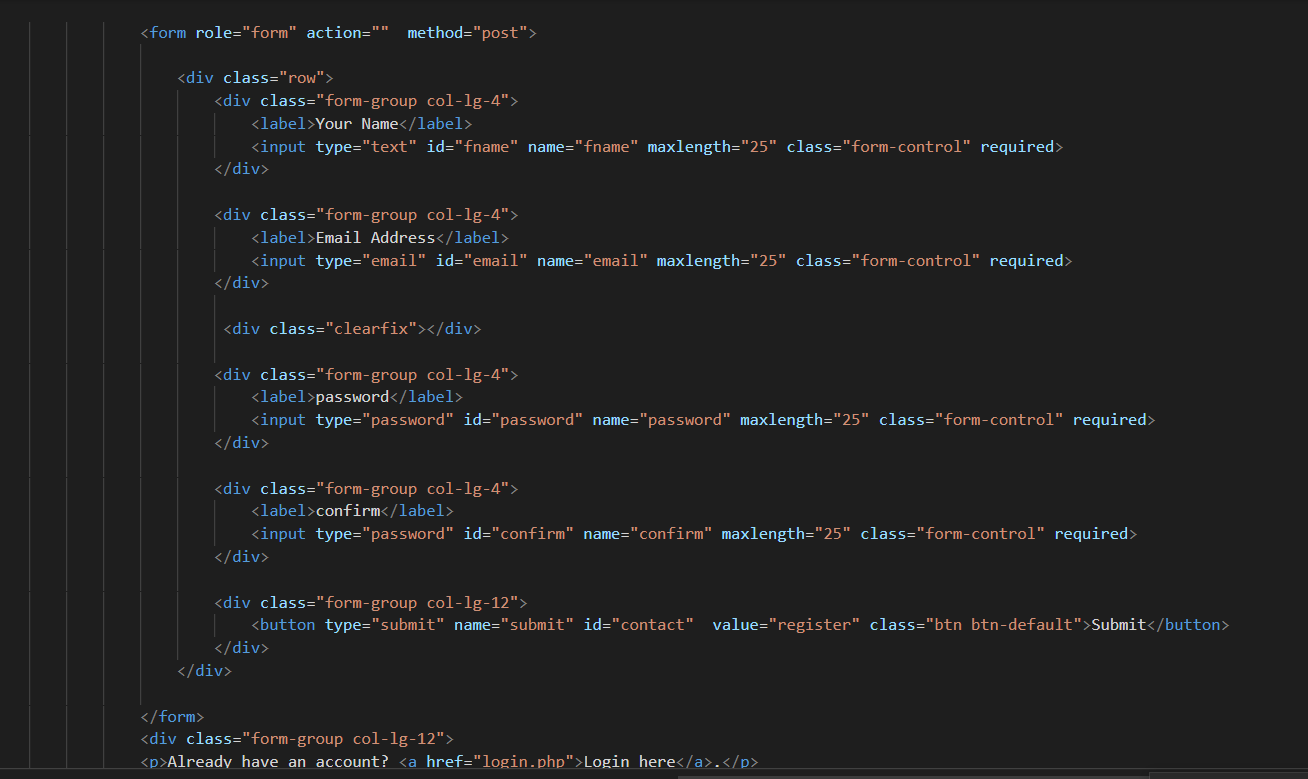 <form role="form" action=""  method="post">
<div class="row">
<div class="form-group col-lg-4">
<label>Your Name</label>
<input type="text" id="fname" name="fname" maxlength="25" class="form-control" required>
</div>
<div class="form-group col-lg-4">
<label>Email Address</label>
<input type="email" id="email" name="email" maxlength="25" class="form-control" required>
</div>
<div class="clearfix"></div>
<div class="form-group col-lg-4">
<label>password</label>
<input type="password" id="password" name="password" maxlength="25" class="form-control" required>
</div>
<div class="form-group col-lg-4">
<label>confirm</label>
<input type="password" id="confirm" name="confirm" maxlength="25" class="form-control" required>
</div>
<div class="form-group col-lg-12">
<button type="submit" name="submit" id="contact"  value="register" class="btn btn-default">Submit</button>
</div>
</div>
</form>
<div class="form-group col-lg-12">
<p>Already have an account? <a href="login.php">Login here</a>.</p>